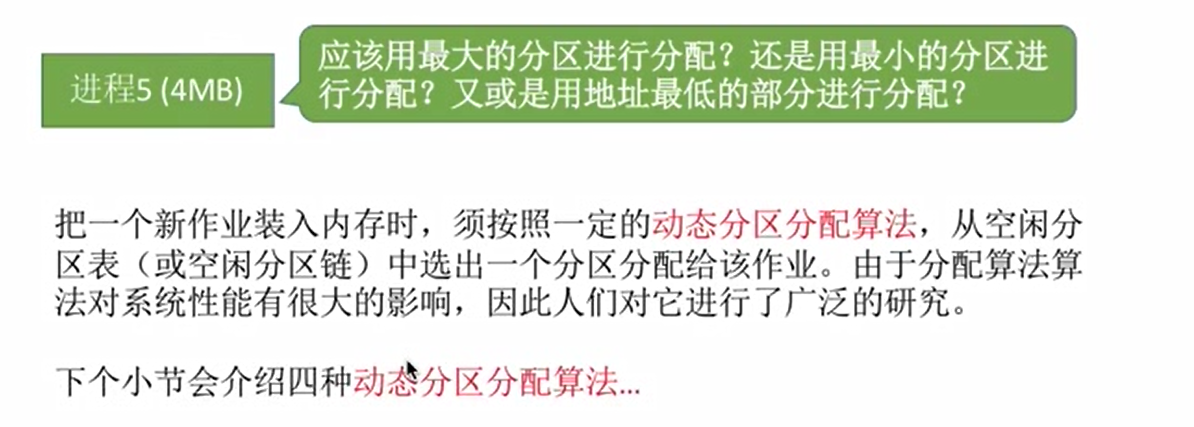 进程5 (4MB)
应该用最大的分区进行分配？还是用最小的分区进
行分配？又或是用地址最低的部分进行分配？
把一个新作业装入内存时，须按照一定的动态分区分配算法，从空闲分
区表（或空闲分区链）中选出一个分区分配给该作业。由于分配算法算
法对系统性能有很大的影响，因此人们对它进行了广泛的研究。
下个小节会介绍四种动态分区分配算法...